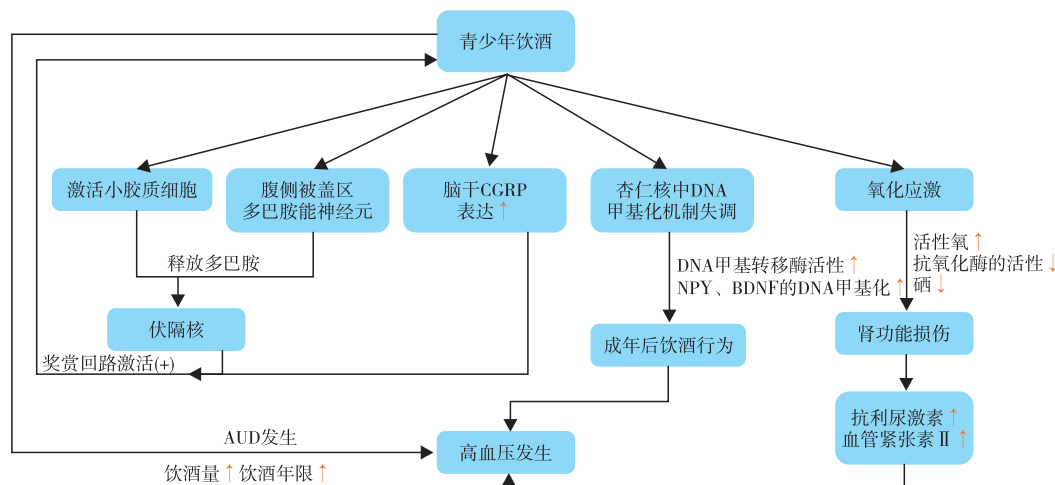 青少年饮酒
激活小胶质细胞
腹侧被盖区
多巴胺能神经元
脑干CGRP
表达↑
杏仁核中DNA
甲基化机制失调
氧化应激
释放多巴胺
DNA甲基转移酶活性↑
NPY、BDNF的DNA甲基化↑
活性氧↑
抗氧化酶的活性↓
硒↓
伏隔核
成年后饮酒行为
肾功能损伤
奖赏回路激活(+)
抗利尿激素↑
血管紧张素Ⅱ↑
AUD发生
饮酒量↑饮酒年限↑
高血压发生